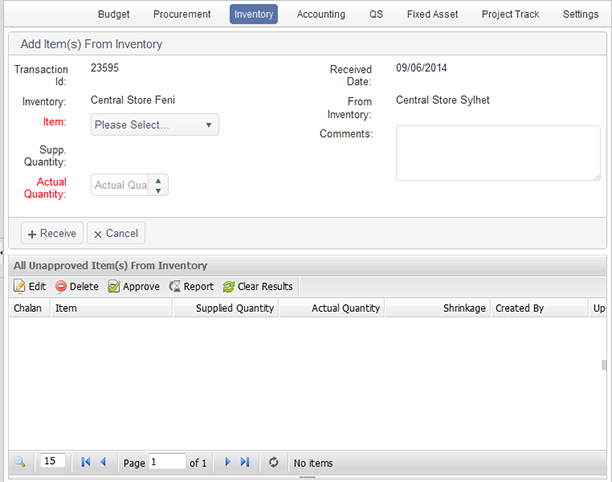 Budget Procurement Inventory Accounting QS Fixed Asset Project Track Settings
Add Item(s) From Inventory
Transaction Id: 23595 Received Date: 09/06/2014
Inventory: Central Store Feni From Inventory: Central Store Sylhet
Item: Please Select... Comments:
Supp. Quantity:
Actual Quantity: Actual Qua
+ Receive × Cancel
All Unapproved Item(s) From Inventory
Edit Delete Approve Report Clear Results
Chalan Item Supplied Quantity Actual Quantity Shrinkage Created By Up
15 Page 1 of 1 No items